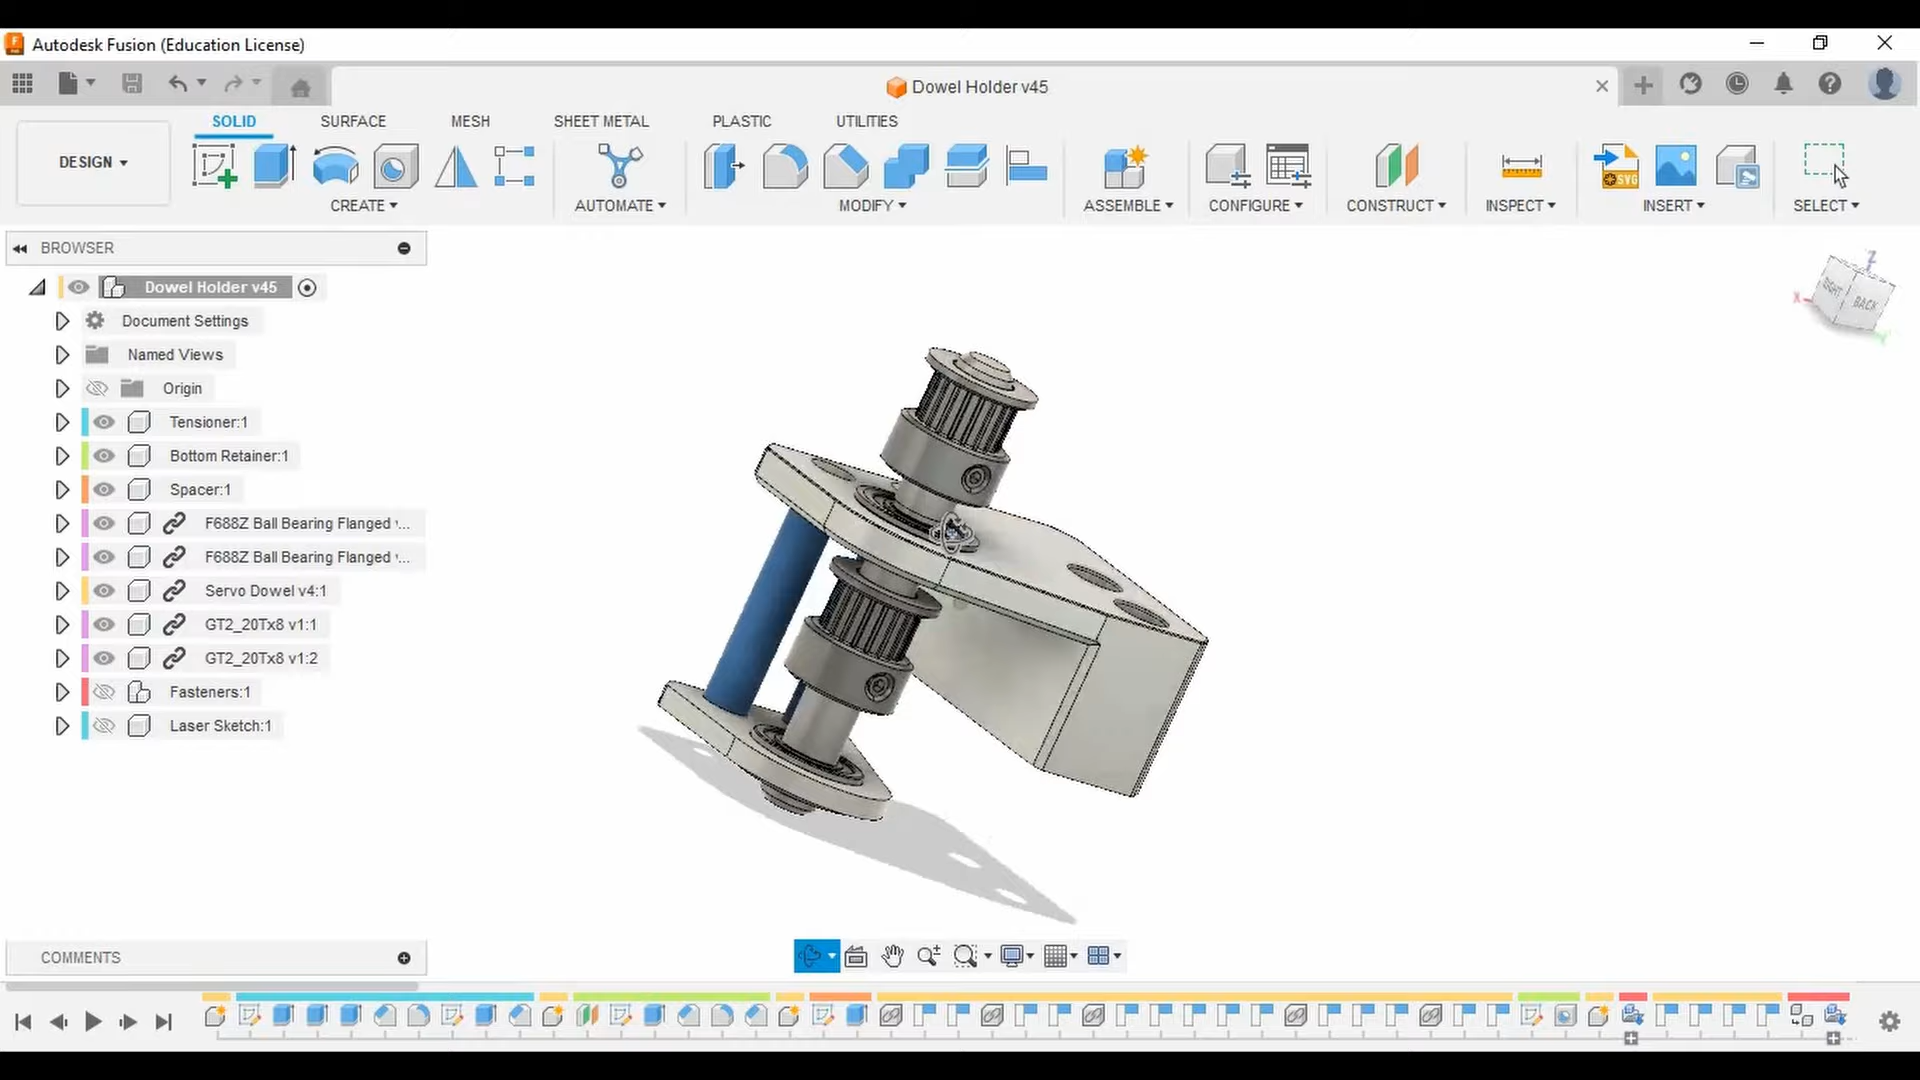 Autodesk Fusion (Education License)
Dowel Holder v45
SOLID SURFACE MESH SHEET METAL PLASTIC UTILITIES
DESIGN
SVG
CREATE AUTOMATE MODIFY ASSEMBLE CONFIGURE CONSTRUCT INSPECT INSERT SELECT
BROWSER
Dowel Holder v45
Document Settings
Named Views
Origin
Tensioner:1
Bottom Retainer:1
Spacer:1
F688Z Ball Bearing Flanged v...
F688Z Ball Bearing Flanged v...
Servo Dowel v4:1
GT2_20Tx8 v1:1
GT2_20Tx8 v1:2
Fasteners:1
Laser Sketch:1
Z
X
RIGHT BACK
COMMENTS